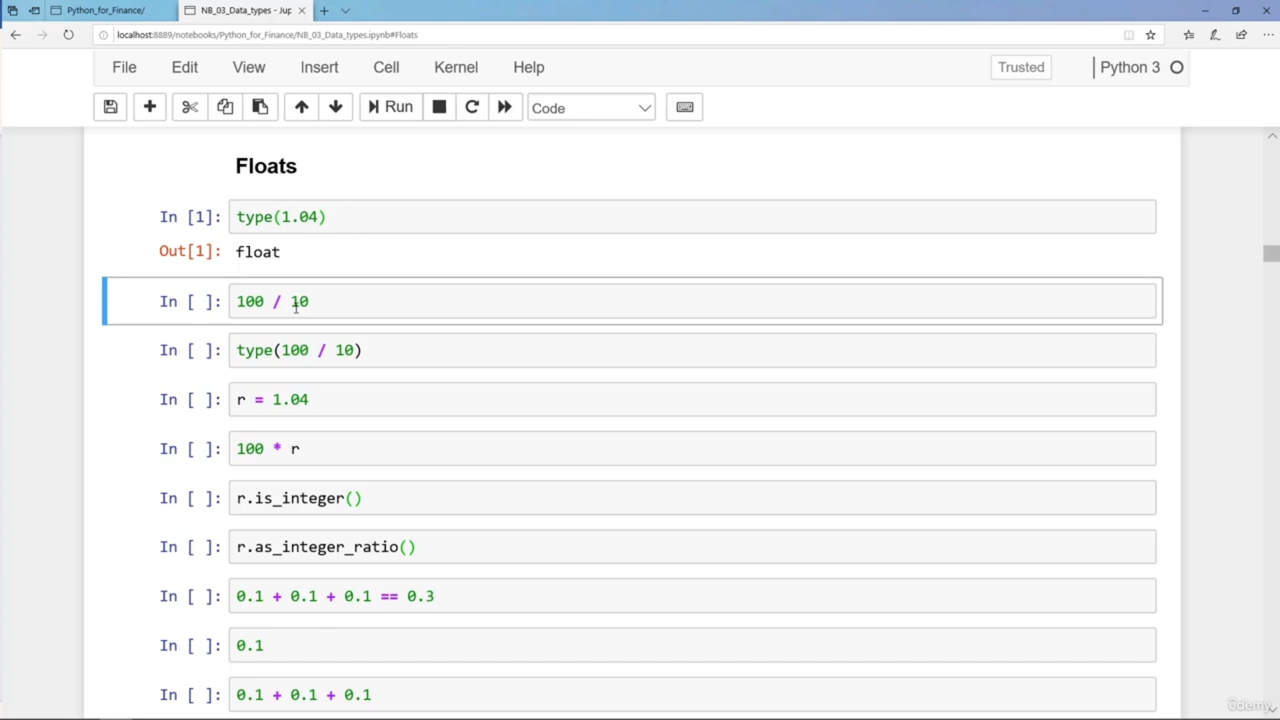 Python_for_Finance/
NB_03_Data_types - Jup
localhost:8889/notebooks/Python_for_Finance/NB_03_Data_types.ipynb#Floats
File Edit View Insert Cell Kernel Help Trusted Python 3
Run Code
Floats
In [1]: type(1.04)
Out[1]: float
In [ ]: 100 / 10
In [ ]: type(100 / 10)
In [ ]: r = 1.04
In [ ]: 100 * r
In [ ]: r.is_integer()
In [ ]: r.as_integer_ratio()
In [ ]: 0.1 + 0.1 + 0.1 == 0.3
In [ ]: 0.1
In [ ]: 0.1 + 0.1 + 0.1
ûdemy